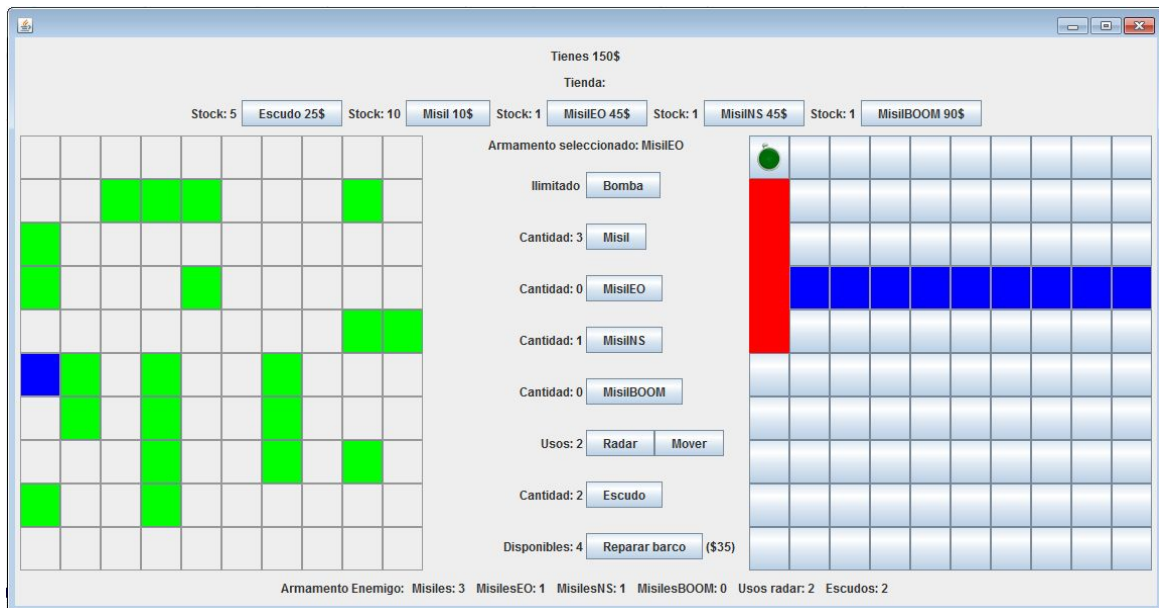 Tienes 150$
Tienda:
Stock: 5 Escudo 25$ Stock: 10 Misil 10$ Stock: 1 MisilEO 45$ Stock: 1 MisilNS 45$ Stock: 1 MisilBOOM 90$
Armamento seleccionado: MisilEO
Ilimitado Bomba
Cantidad: 3 Misil
Cantidad: 0 MisilEO
Cantidad: 1 MisilNS
Cantidad: 0 MisilBOOM
Usos: 2 Radar Mover
Cantidad: 2 Escudo
Disponibles: 4 Reparar barco ($35)
Armamento Enemigo: Misiles: 3 MisilesEO: 1 MisilesNS: 1 MisilesBOOM: 0 Usos radar: 2 Escudos: 2